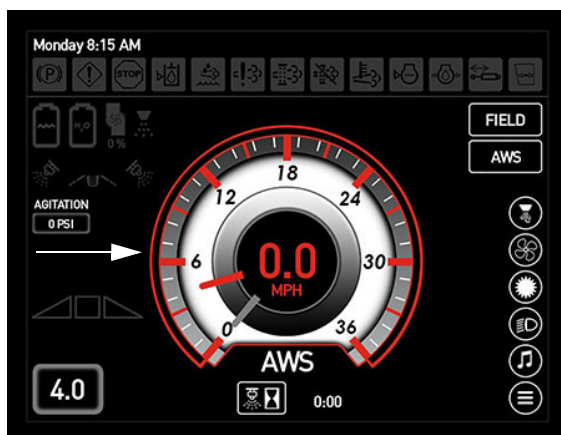 Monday 8:15 AM
(P)
STOP
H₂O
0 %
FIELD
AWS
AGITATION
0 PSI
0
6
12
18
24
30
36
0.0
MPH
AWS
4.0
0:00